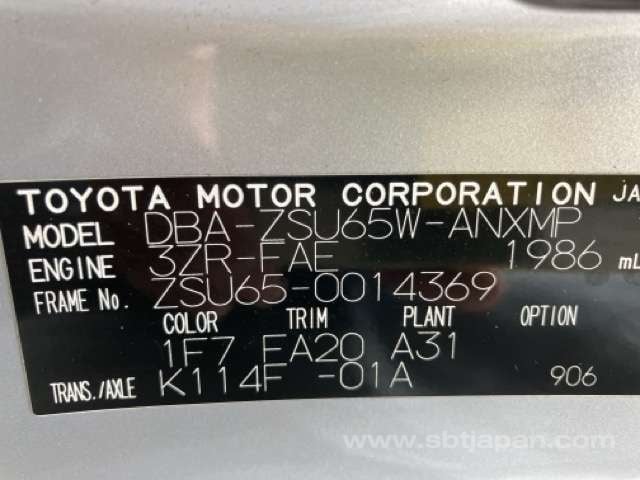 TOYOTA MOTOR CORPORATION JA
MODEL DBA-ZSU65W-ANXMP
ENGINE 3ZR-FAE 1986 mL
FRAME No. ZSU65-0014369
COLOR TRIM PLANT OPTION
1F7 FA20 A31
TRANS./AXLE K114F -01A 906
www.sbtjapan.com